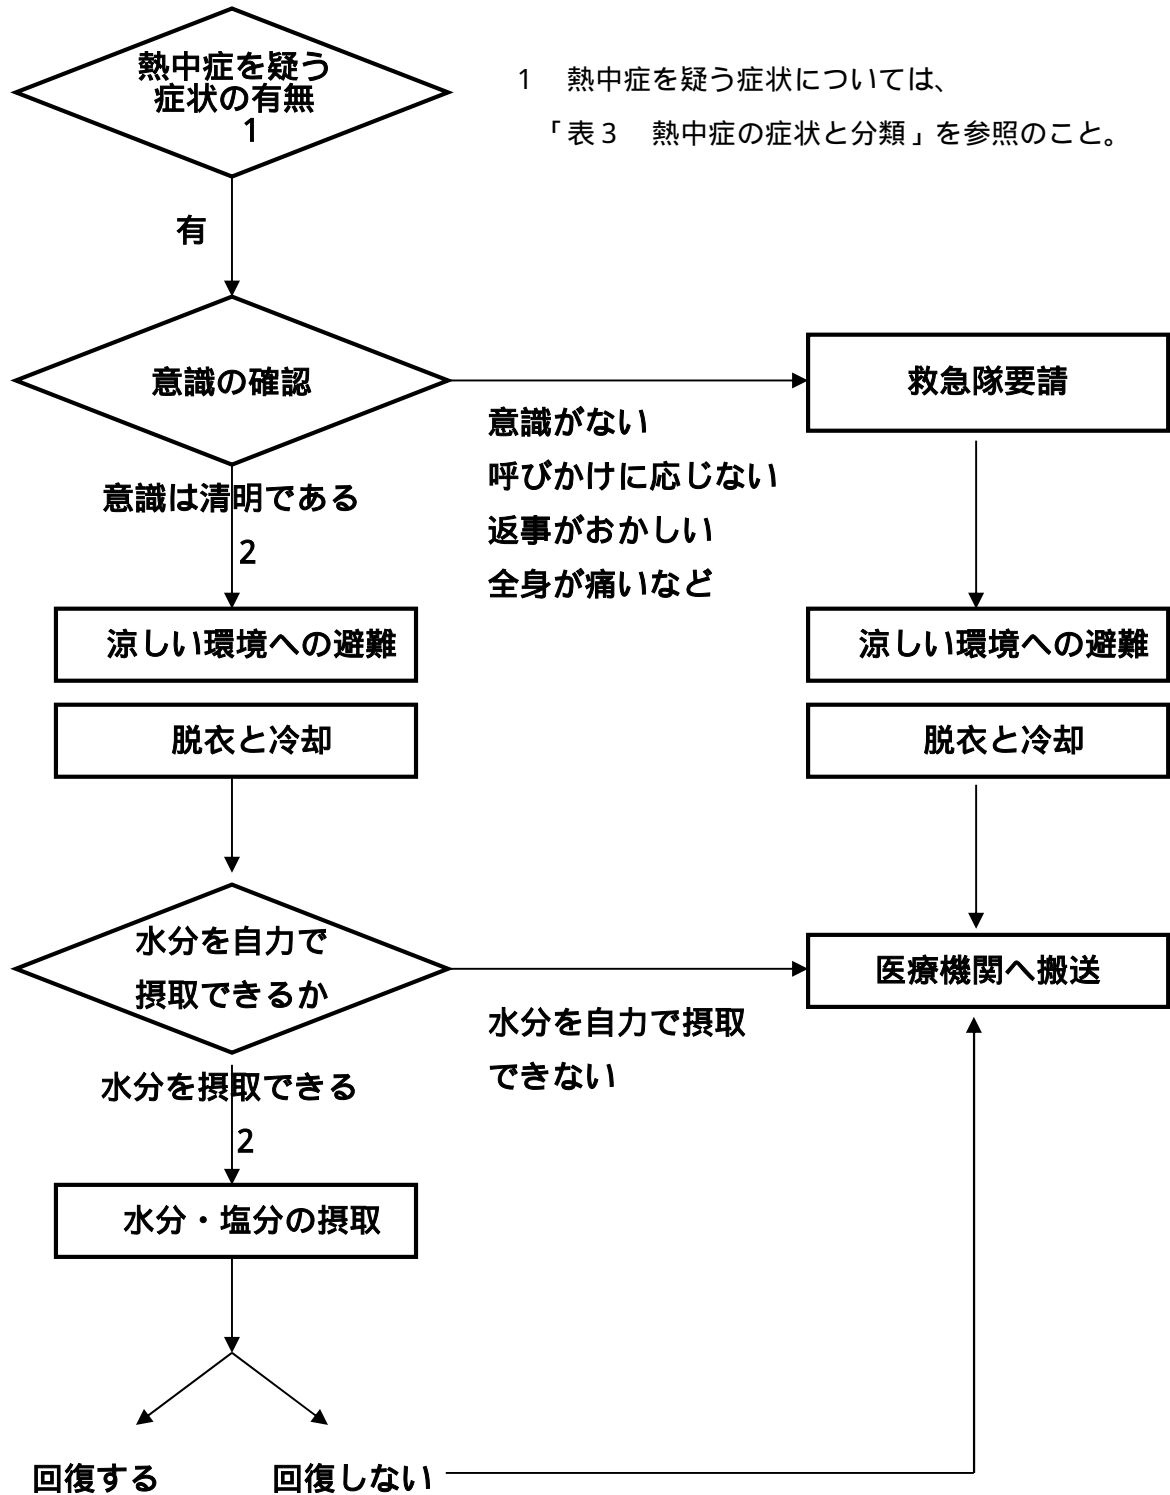 熱中症を疑う
症状の有無
1
1 熱中症を疑う症状については、
「表3 熱中症の症状と分類」を参照のこと。
有
意識の確認
救急隊要請
意識がない
呼びかけに応じない
返事がおかしい
全身が痛いなど
意識は清明である
2
涼しい環境への避難
涼しい環境への避難
脱衣と冷却
脱衣と冷却
水分を自力で
摂取できるか
医療機関へ搬送
水分を自力で摂取
できない
水分を摂取できる
2
水分・塩分の摂取
回復する
回復しない